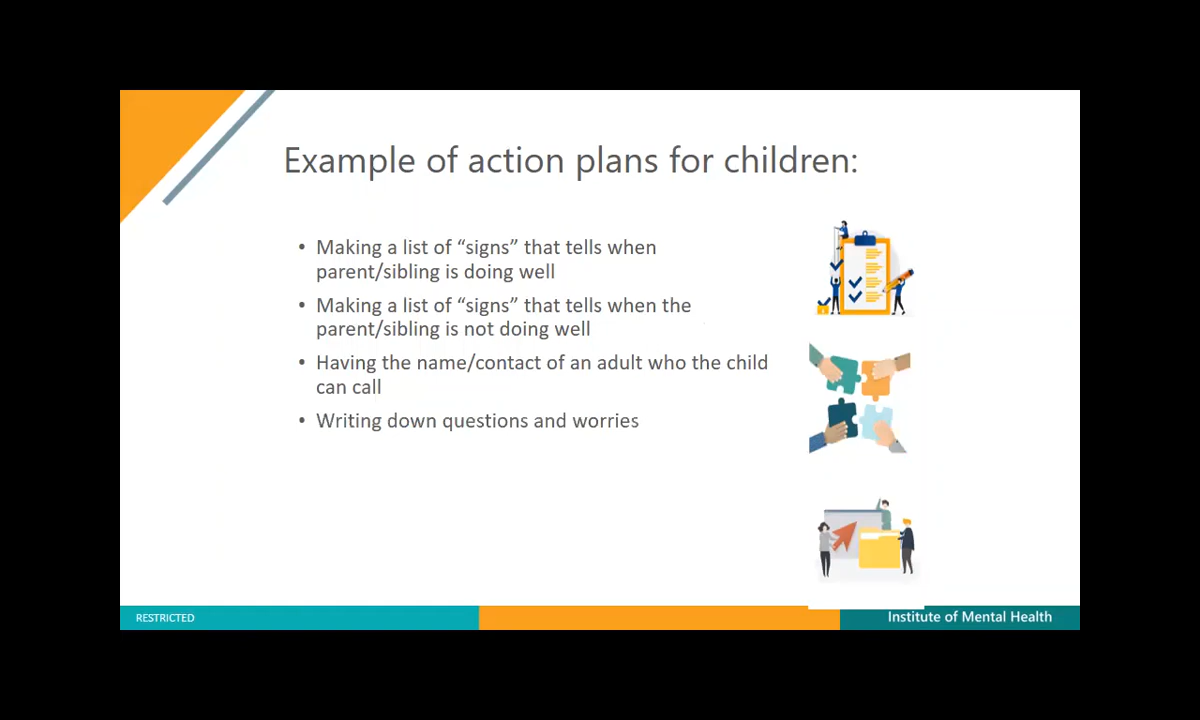 Example of action plans for children:
• Making a list of “signs” that tells when
parent/sibling is doing well
• Making a list of “signs” that tells when the
parent/sibling is not doing well
• Having the name/contact of an adult who the child
can call
• Writing down questions and worries
RESTRICTED
Institute of Mental Health